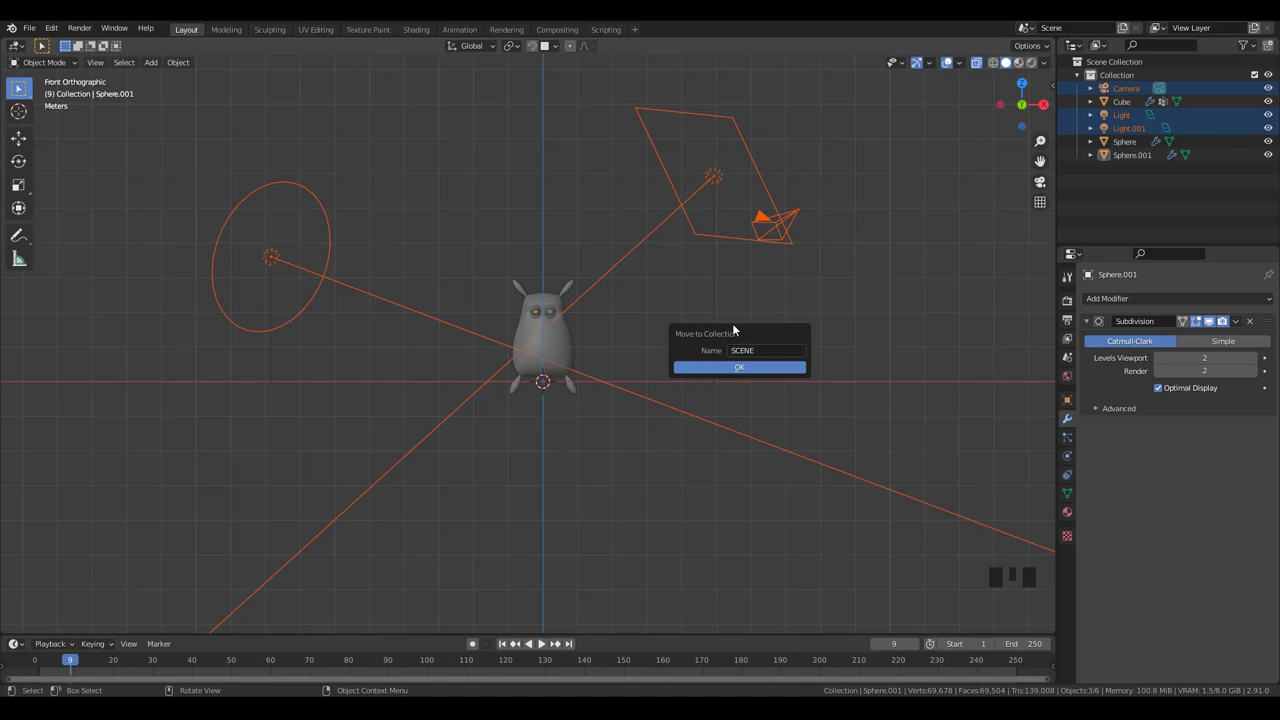 File Edit Render Window Help Layout Modeling Sculpting UV Editing Texture Paint Shading Animation Rendering Compositing Scripting + Scene View Layer
Global Options
Object Mode View Select Add Object
Front Orthographic
(9) Collection | Sphere.001
Meters
Z
X
Y
Scene Collection
Collection
Camera
Cube
Light
Light.001
Sphere
Sphere.001
Move to Collection
Name SCENE
OK
Sphere.001
Add Modifier
Subdivision
Catmull-Clark Simple
Levels Viewport 2
Render 2
Optimal Display
Advanced
Playback Keying View Marker 9 Start 1 End 250
0 9 20 30 40 50 60 70 80 90 100 110 120 130 140 150 160 170 180 190 200 210 220 230 240 250
Select Box Select Rotate View Object Context Menu Collection | Sphere.001 | Verts:69,678 | Faces:69,504 | Tris:139,008 | Objects:3/6 | Memory: 100.8 MiB | VRAM: 1.5/8.0 GiB | 2.91.0